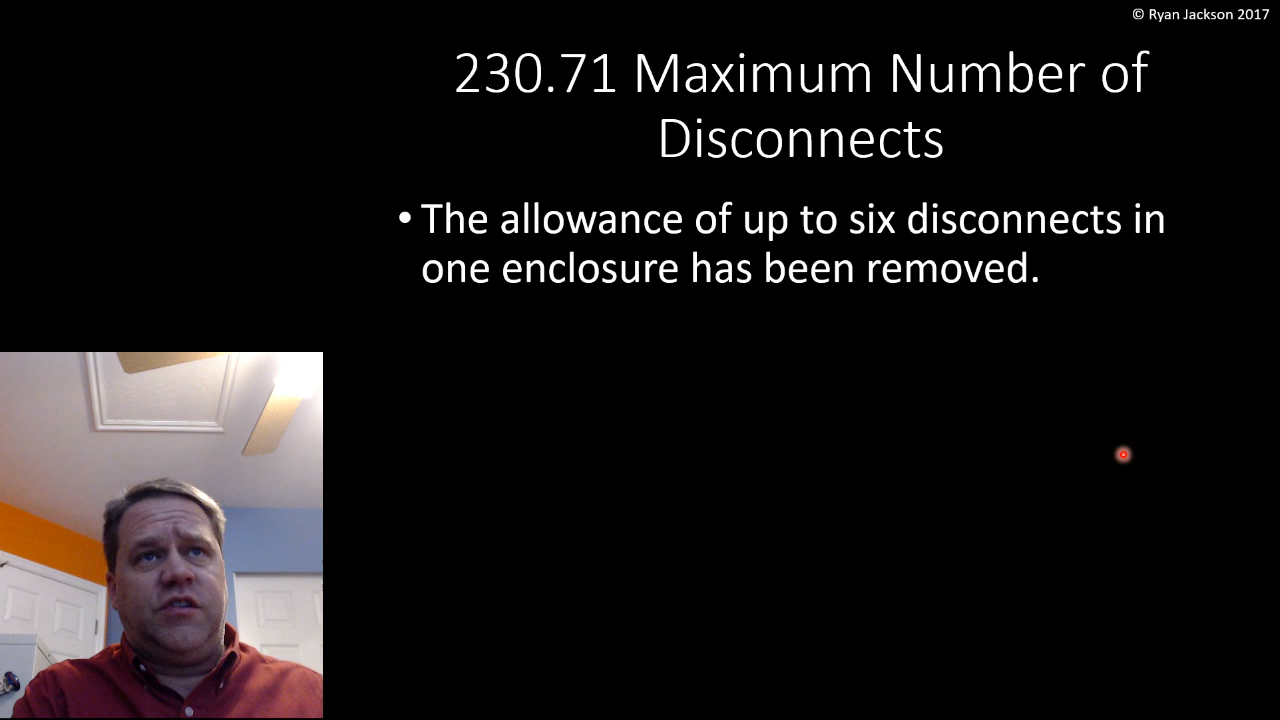 © Ryan Jackson 2017
230.71 Maximum Number of
Disconnects
• The allowance of up to six disconnects in
one enclosure has been removed.